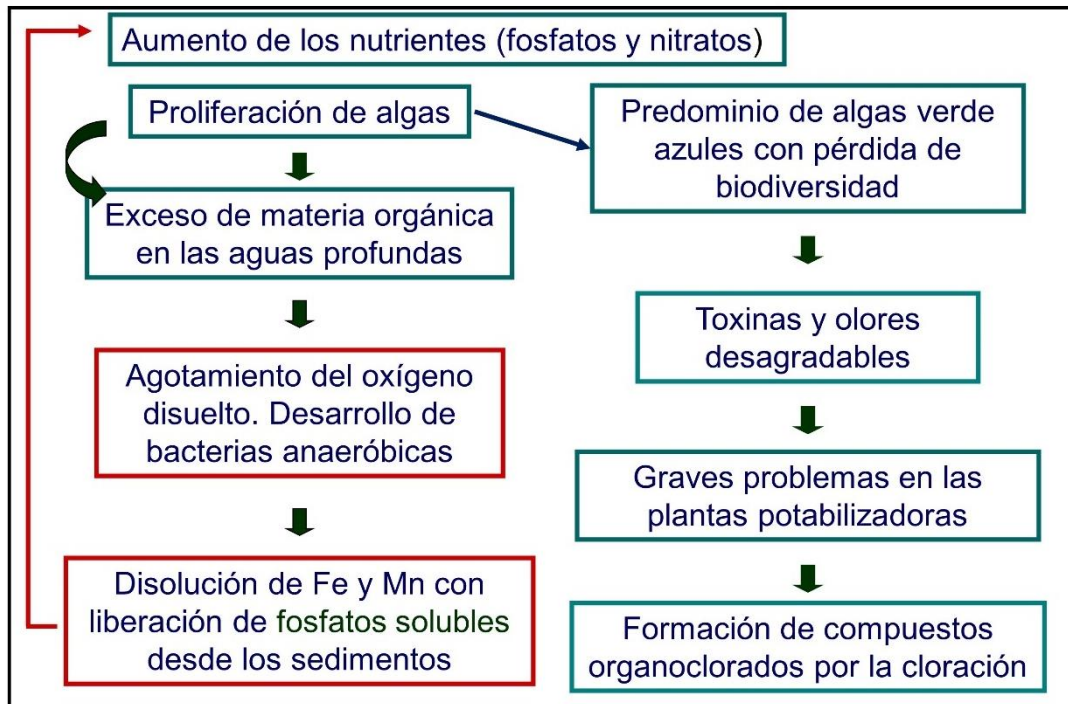 Aumento de los nutrientes (fosfatos y nitratos)
Proliferación de algas
Exceso de materia orgánica
en las aguas profundas
Agotamiento del oxígeno
disuelto. Desarrollo de
bacterias anaeróbicas
Disolución de Fe y Mn con
liberación de fosfatos solubles
desde los sedimentos
Predominio de algas verde
azules con pérdida de
biodiversidad
Toxinas y olores
desagradables
Graves problemas en las
plantas potabilizadoras
Formación de compuestos
organoclorados por la cloración